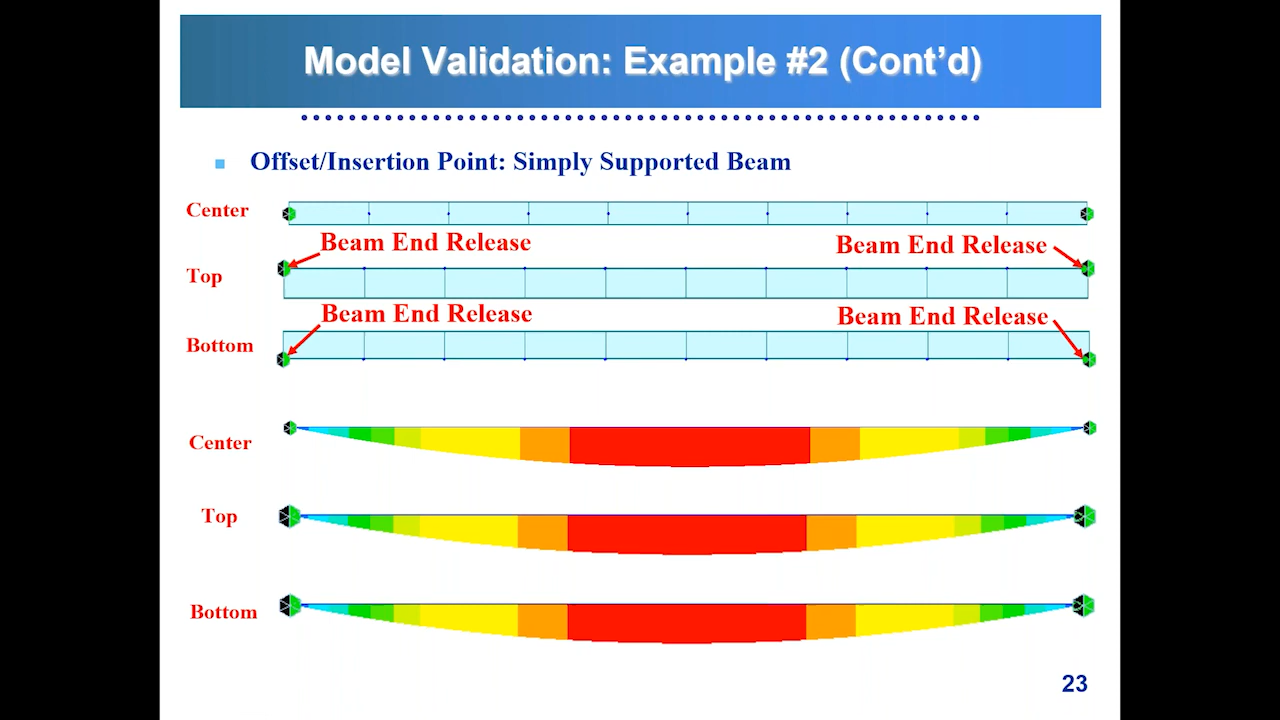 Model Validation: Example #2 (Cont’d)
Offset/Insertion Point: Simply Supported Beam
Center
Beam End Release
Beam End Release
Top
Beam End Release
Beam End Release
Bottom
Center
Top
Bottom
23